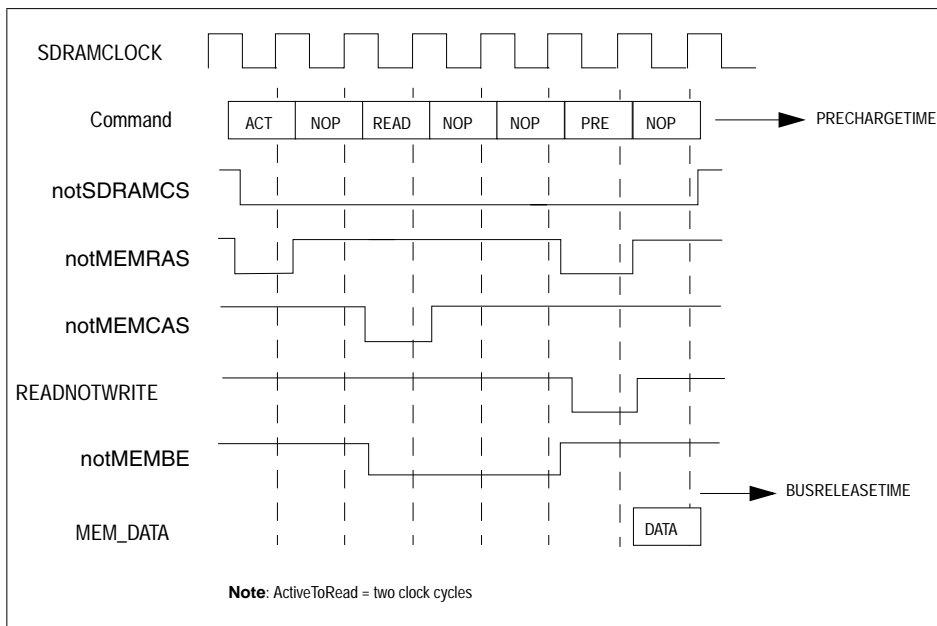 SDRAMCLOCK
Command
ACT NOP READ NOP NOP PRE NOP
PRECHARGETIME
notSDRAMCS
notMEMRAS
notMEMCAS
READNOTWRITE
notMEMBE
BUSRELEASETIME
MEM_DATA
DATA
Note: ActiveToRead = two clock cycles